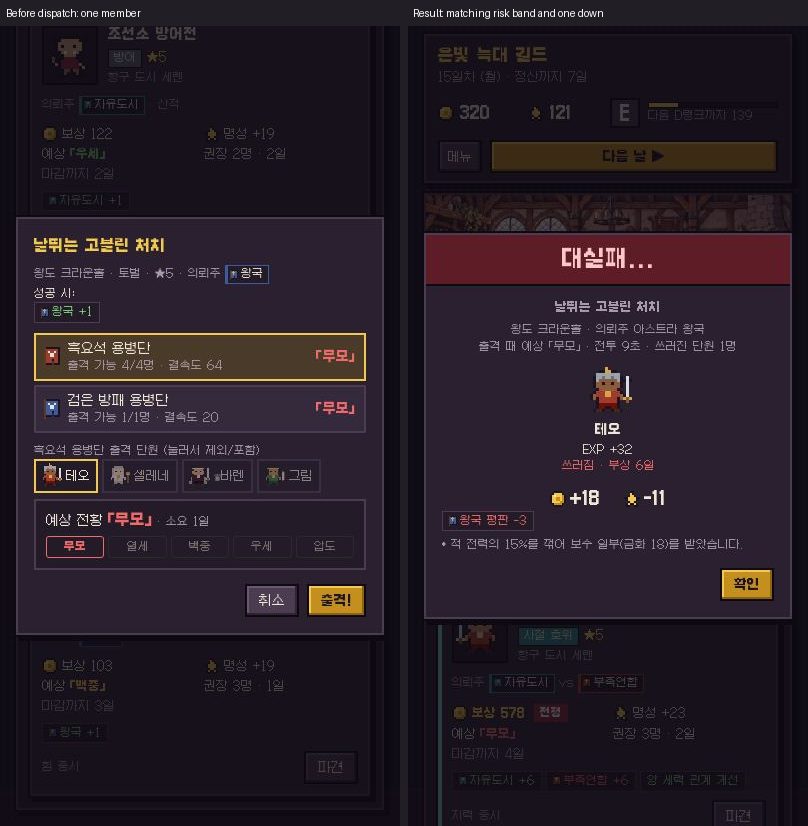 Before dispatch: one member
조선소 방어전
방어 ★5
항구 도시 세렌
의뢰주 자유도시 · 산적
보상 122 명성 +19
예상 「우세」 권장 2명 · 2일
마감까지 2일
자유도시 +1
날뛰는 고블린 처치
왕도 크라운홀 · 토벌 · ★5 · 의뢰주 왕국
성공 시:
왕국 +1
흑요석 용병단
출격 가능 4/4명 · 결속도 64
「무모」
검은 방패 용병단
출격 가능 1/1명 · 결속도 20
「무모」
흑요석 용병단 출격 단원 (눌러서 제외/포함)
테오 셀레네 바렌 그림
예상 전황 「무모」 · 소요 1일
무모 열세 백중 우세 압도
취소 출격!
보상 103 명성 +19
예상 「백중」 권장 3명 · 1일
마감까지 3일
왕국 +1
파견
Result: matching risk band and one down
은빛 늑대 길드
15일차 (월) · 정산까지 7일
320 121 E 다음 D랭크까지 139
메뉴 다음 날 ▶
대실패...
날뛰는 고블린 처치
왕도 크라운홀 · 의뢰주 아스트라 왕국
출격 때 예상 「무모」 · 전투 9초 · 쓰러진 단원 1명
테오
EXP +32
쓰러짐 · 부상 6일
+18 -11
왕국 평판 -3
• 적 전력의 15%를 꺾어 보수 일부(금화 18)를 받았습니다.
확인
사절 호위 ★5
항구 도시 세렌
의뢰주 자유도시 vs 부족연합
보상 578 전쟁 명성 +23
예상 「무모」 권장 3명 · 2일
마감까지 4일
자유도시 +6 부족연합 +6 양 세력 관계 개선
지력 중시
파견